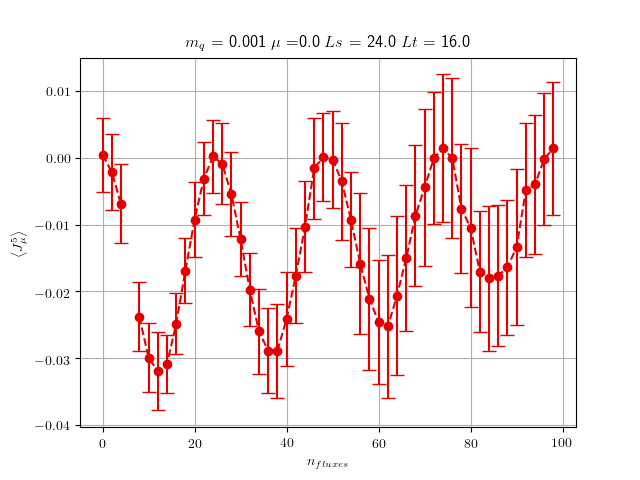 $m_q$ = 0.001 $\mu$ =0.0 $Ls$ = 24.0 $Lt$ = 16.0
0.01
0.00
−0.01
−0.02
−0.03
−0.04
$\langle J^5_\mu \rangle$
0 20 40 60 80 100
$n_{fluxes}$